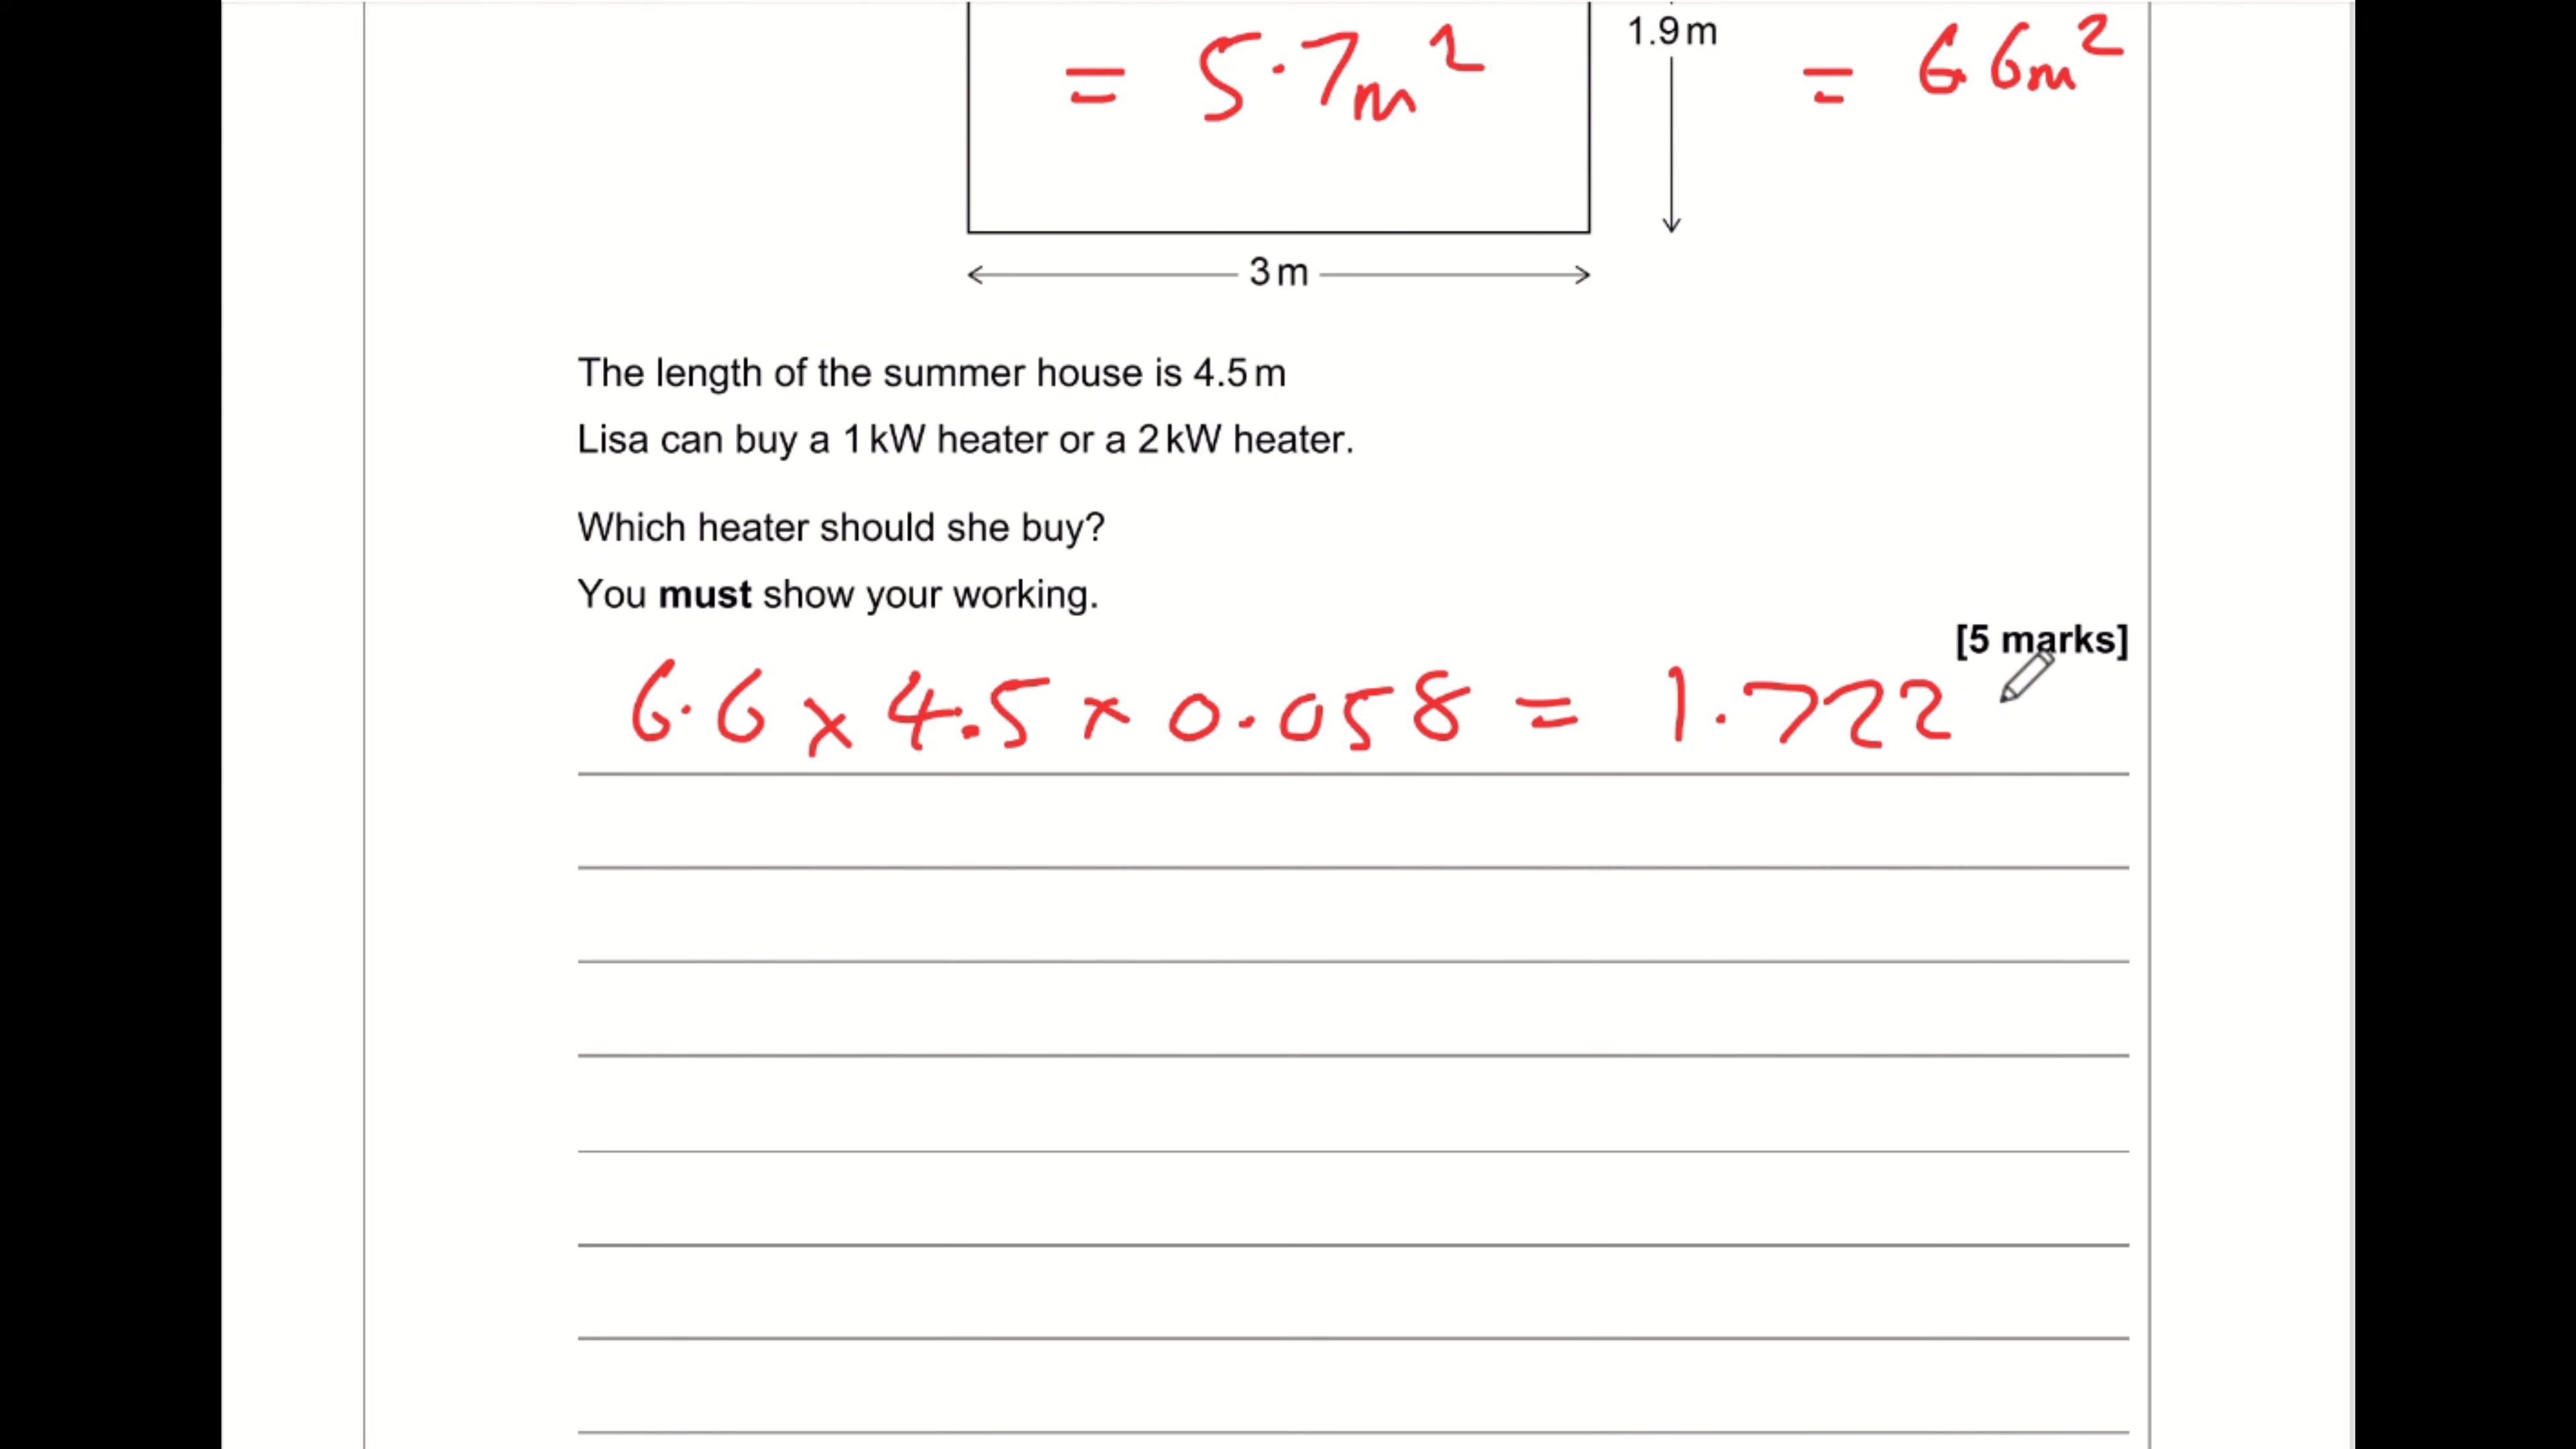 = 5.7m² 1.9 m = 6.6m²
3 m
The length of the summer house is 4.5 m
Lisa can buy a 1 kW heater or a 2 kW heater.
Which heater should she buy?
You must show your working.
[5 marks]
6.6 × 4.5 × 0.058 = 1.722